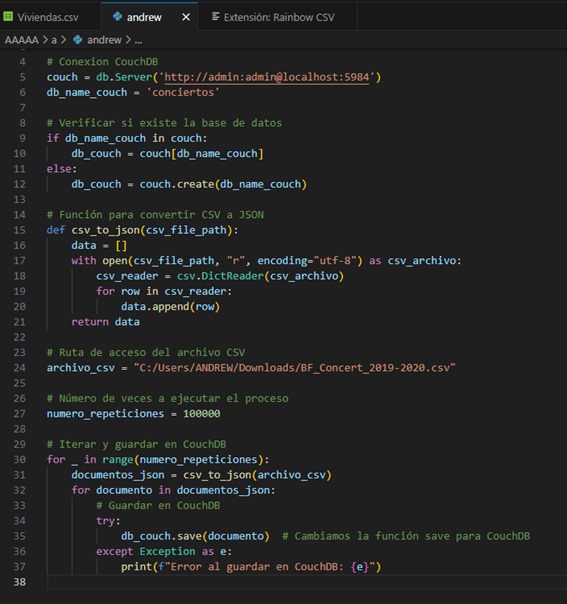 Viviendas.csv andrew Extensión: Rainbow CSV
AAAAA > a > andrew > ...
4 # Conexion CouchDB
5 couch = db.Server('http://admin:admin@localhost:5984')
6 db_name_couch = 'conciertos'
7
8 # Verificar si existe la base de datos
9 if db_name_couch in couch:
10     db_couch = couch[db_name_couch]
11 else:
12     db_couch = couch.create(db_name_couch)
13
14 # Función para convertir CSV a JSON
15 def csv_to_json(csv_file_path):
16     data = []
17     with open(csv_file_path, "r", encoding="utf-8") as csv_archivo:
18         csv_reader = csv.DictReader(csv_archivo)
19         for row in csv_reader:
20             data.append(row)
21     return data
22
23 # Ruta de acceso del archivo CSV
24 archivo_csv = "C:/Users/ANDREW/Downloads/BF_Concert_2019-2020.csv"
25
26 # Número de veces a ejecutar el proceso
27 numero_repeticiones = 100000
28
29 # Iterar y guardar en CouchDB
30 for _ in range(numero_repeticiones):
31     documentos_json = csv_to_json(archivo_csv)
32     for documento in documentos_json:
33         # Guardar en CouchDB
34         try:
35             db_couch.save(documento)  # Cambiamos la función save para CouchDB
36         except Exception as e:
37             print(f"Error al guardar en CouchDB: {e}")
38